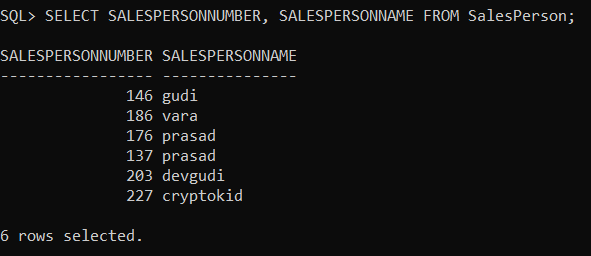 SQL> SELECT SALESPERSONNUMBER, SALESPERSONNAME FROM SalesPerson;
SALESPERSONNUMBER SALESPERSONNAME
----------------- ---------------
146 gudi
186 vara
176 prasad
137 prasad
203 devgudi
227 cryptokid
6 rows selected.